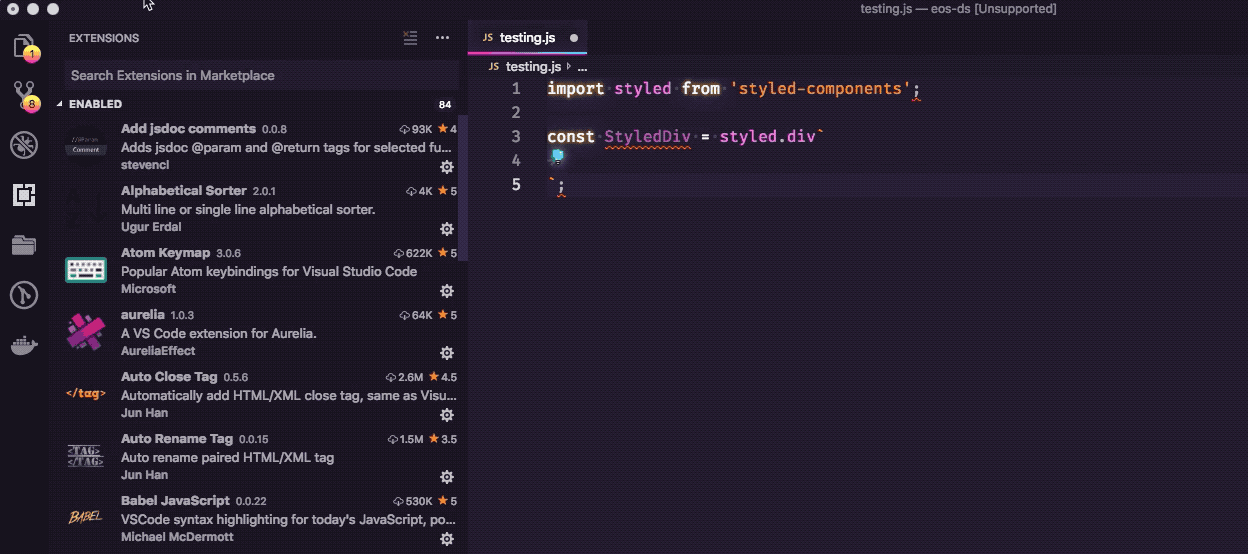 testing.js — eos-ds [Unsupported]
EXTENSIONS
Search Extensions in Marketplace
ENABLED 84
Add jsdoc comments 0.0.8 93K ★ 4
Adds jsdoc @param and @return tags for selected fu...
stevencl
Comment
Alphabetical Sorter 2.0.1 4K ★ 5
Multi line or single line alphabetical sorter.
Ugur Erdal
Atom Keymap 3.0.6 622K ★ 5
Popular Atom keybindings for Visual Studio Code
Microsoft
aurelia 1.0.3 64K ★ 5
A VS Code extension for Aurelia.
AureliaEffect
Auto Close Tag 0.5.6 2.6M ★ 4.5
</tag> Automatically add HTML/XML close tag, same as Visu...
Jun Han
Auto Rename Tag 0.0.15 1.5M ★ 3.5
<TAG>
</TAG>
Auto rename paired HTML/XML tag
Jun Han
Babel JavaScript 0.0.22 530K ★ 5
BABEL VSCode syntax highlighting for today's JavaScript, po...
Michael McDermott
1
8
JS testing.js ●
JS testing.js › ...
1 import styled from 'styled-components';
2
3 const StyledDiv = styled.div`
4
5 `;